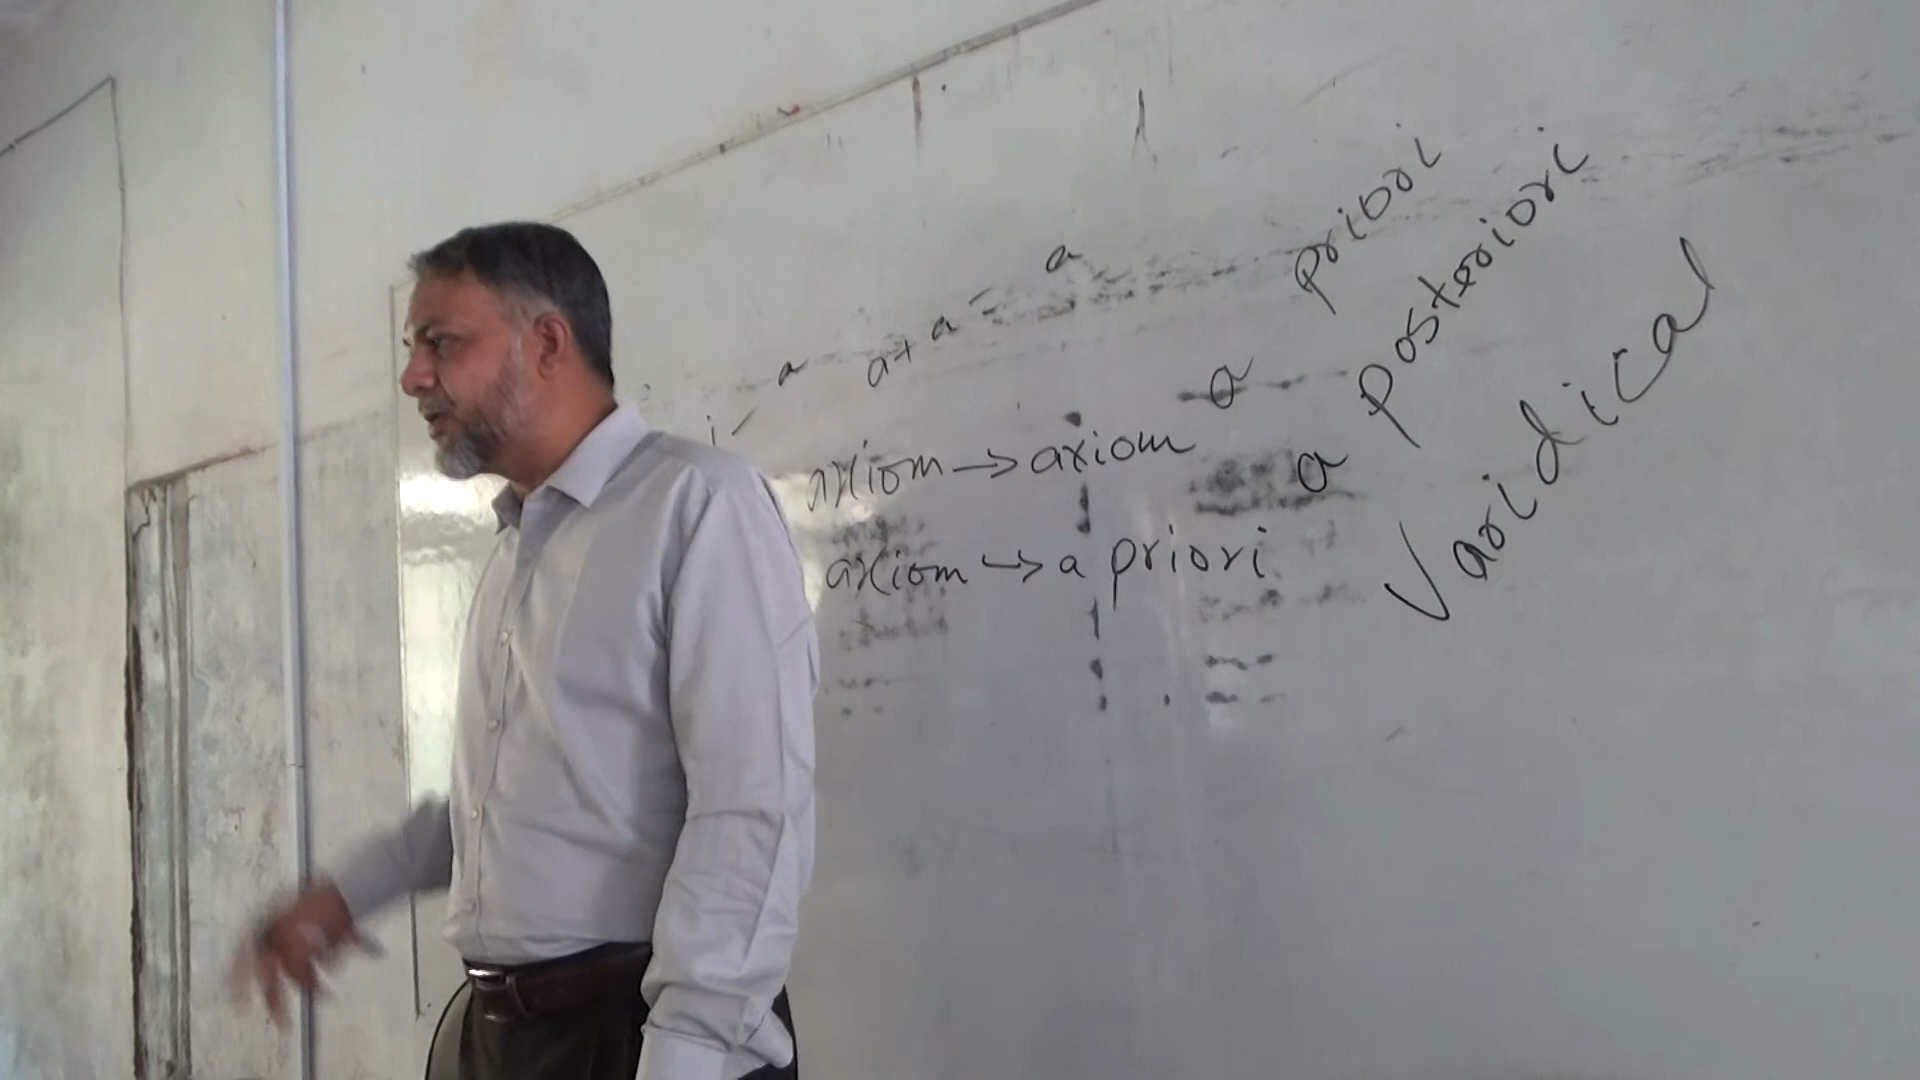 a a+a = a
axiom → axiom
axiom → a priori
a priori
a posteriori
Varidical